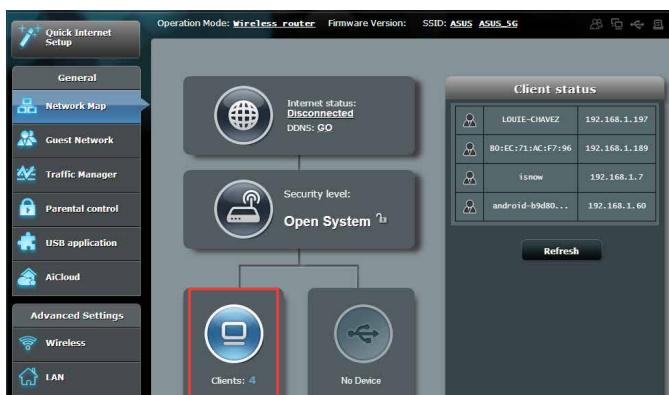 Operation Mode: Wireless router Firmware Version: SSID: ASUS ASUS_5G
Quick Internet
Setup
General
Network Map
Guest Network
Traffic Manager
Parental control
USB application
AiCloud
Advanced Settings
Wireless
LAN
Internet status:
Disconnected
DDNS: GO
Security level:
Open System
Clients: 4
No Device
Client status
LOUIE-CHAVEZ 192.168.1.197
80:EC:71:AC:F7:96 192.168.1.189
isnow 192.168.1.7
android-b9d80... 192.168.1.60
Refresh